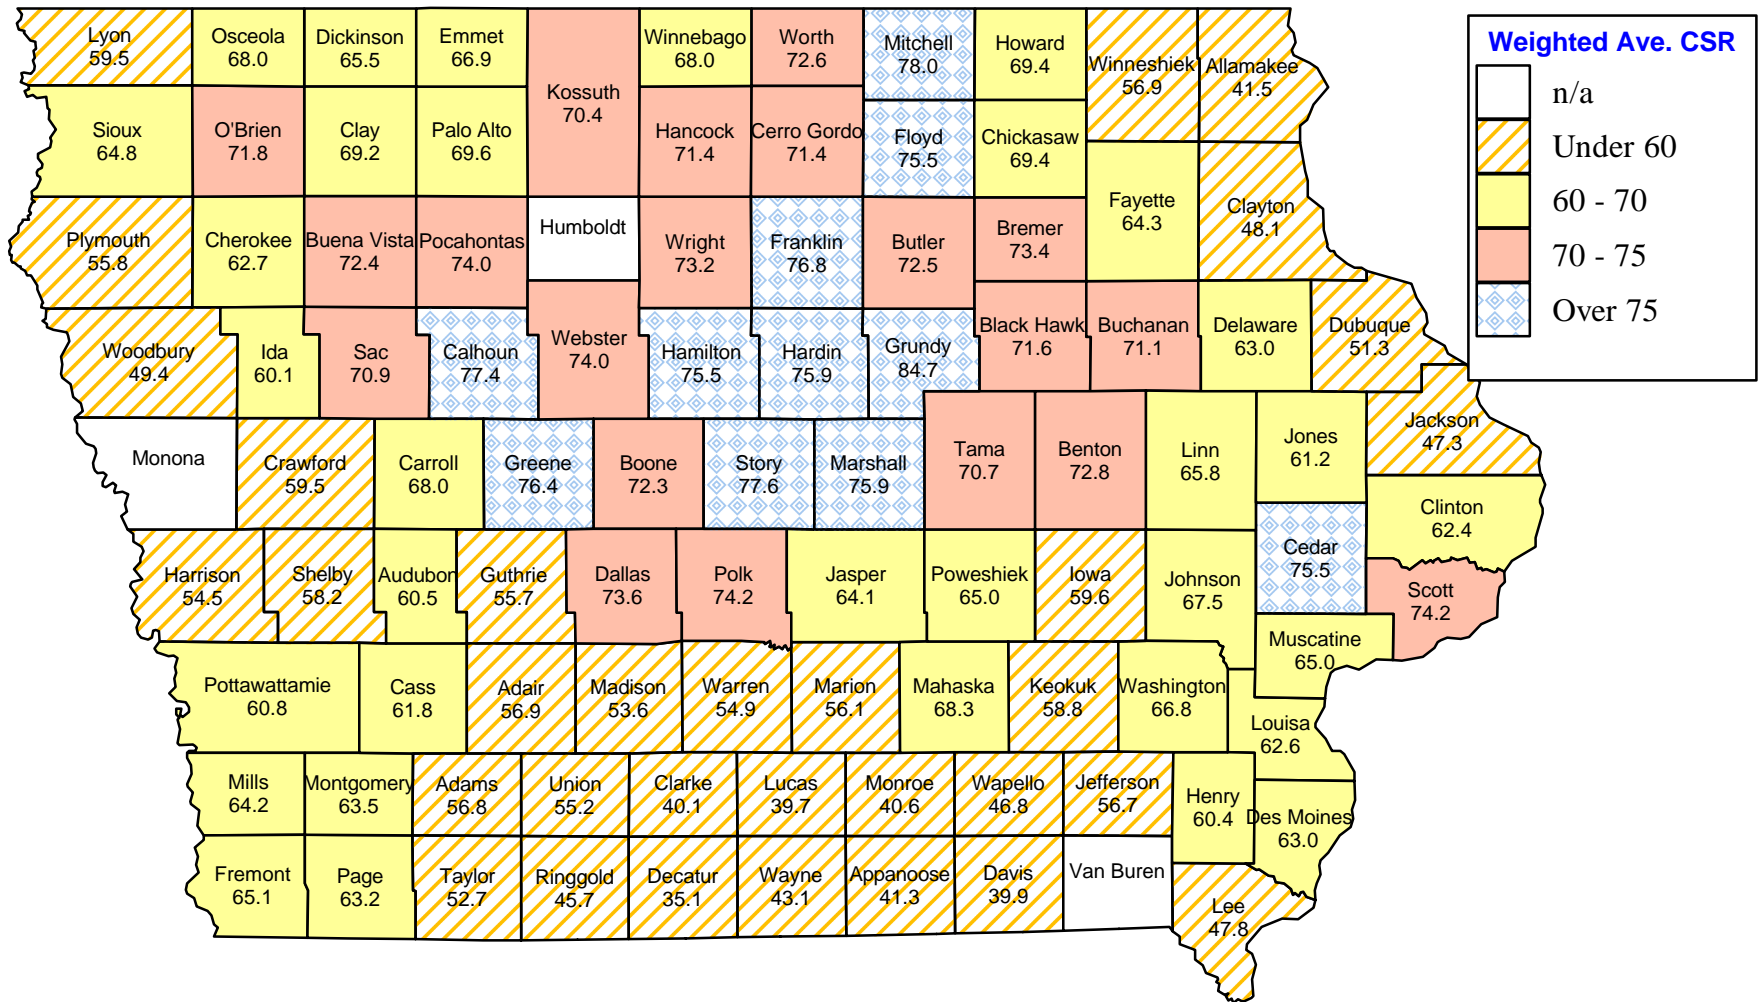 Weighted Ave. CSR
n/a
Under 60
60 - 70
70 - 75
Over 75
Lyon
59.5
Osceola
68.0
Dickinson
65.5
Emmet
66.9
Kossuth
70.4
Winnebago
68.0
Worth
72.6
Mitchell
78.0
Howard
69.4
Winneshiek
56.9
Allamakee
41.5
Sioux
64.8
O'Brien
71.8
Clay
69.2
Palo Alto
69.6
Hancock
71.4
Cerro Gordo
71.4
Floyd
75.5
Chickasaw
69.4
Fayette
64.3
Clayton
48.1
Plymouth
55.8
Cherokee
62.7
Buena Vista
72.4
Pocahontas
74.0
Humboldt
Wright
73.2
Franklin
76.8
Butler
72.5
Bremer
73.4
Woodbury
49.4
Ida
60.1
Sac
70.9
Calhoun
77.4
Webster
74.0
Hamilton
75.5
Hardin
75.9
Grundy
84.7
Black Hawk
71.6
Buchanan
71.1
Delaware
63.0
Dubuque
51.3
Monona
Crawford
59.5
Carroll
68.0
Greene
76.4
Boone
72.3
Story
77.6
Marshall
75.9
Tama
70.7
Benton
72.8
Linn
65.8
Jones
61.2
Jackson
47.3
Clinton
62.4
Harrison
54.5
Shelby
58.2
Audubon
60.5
Guthrie
55.7
Dallas
73.6
Polk
74.2
Jasper
64.1
Poweshiek
65.0
Iowa
59.6
Johnson
67.5
Cedar
75.5
Scott
74.2
Muscatine
65.0
Pottawattamie
60.8
Cass
61.8
Adair
56.9
Madison
53.6
Warren
54.9
Marion
56.1
Mahaska
68.3
Keokuk
58.8
Washington
66.8
Louisa
62.6
Mills
64.2
Montgomery
63.5
Adams
56.8
Union
55.2
Clarke
40.1
Lucas
39.7
Monroe
40.6
Wapello
46.8
Jefferson
56.7
Henry
60.4
Des Moines
63.0
Fremont
65.1
Page
63.2
Taylor
52.7
Ringgold
45.7
Decatur
35.1
Wayne
43.1
Appanoose
41.3
Davis
39.9
Van Buren
Lee
47.8